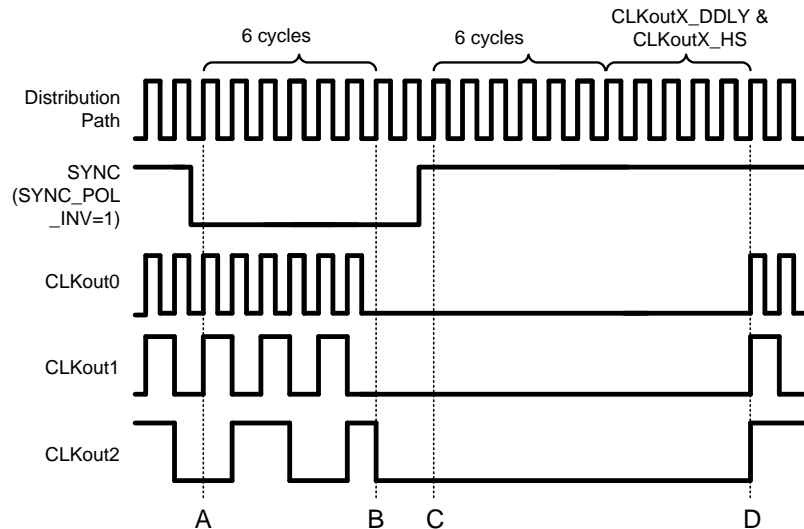 CLKoutX_DDLY &
CLKoutX_HS
6 cycles
6 cycles
Distribution
Path
SYNC
(SYNC_POL
_INV=1)
CLKout0
CLKout1
CLKout2
A
B
C
D